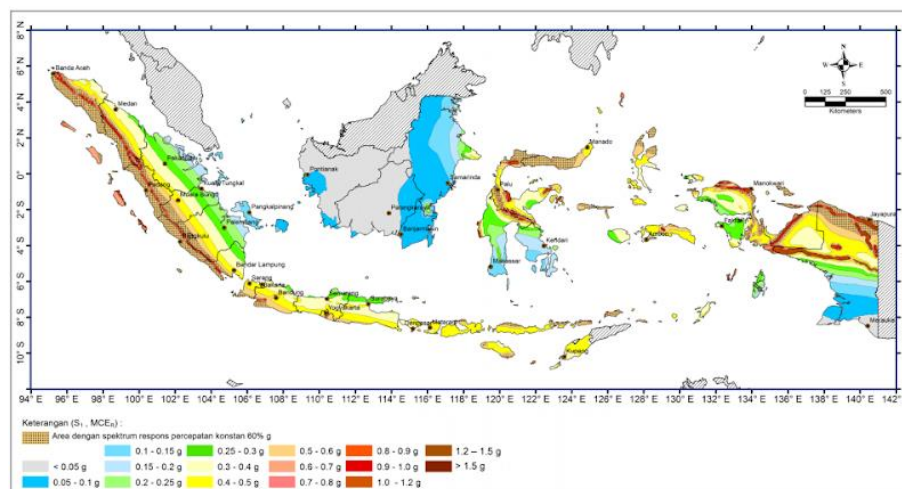 8° N
6° N
4° N
2° N
0°
2° S
4° S
6° S
8° S
10° S
Banda Aceh
Medan
Padang
Bengkulu
Pangkalpinang
Bandar Lampung
Serang
Bandung
Yogyakarta
Semarang
Surabaya
Denpasar
Mataram
Kupang
Pontianak
Palangkaraya
Banjarmasin
Samarinda
Palu
Makassar
Kendari
Manado
Ambon
Manokwari
Jayapura
Merauke
N
W E
S
0 125 250 500
Kilometers
94° E 96° E 98° E 100° E 102° E 104° E 106° E 108° E 110° E 112° E 114° E 116° E 118° E 120° E 122° E 124° E 126° E 128° E 130° E 132° E 134° E 136° E 138° E 140° E 142° E
Keterangan (S₁ , MCER) :
Area dengan spektrum respons percepatan konstan 60% g
< 0.05 g
0.05 - 0.1 g
0.1 - 0.15 g
0.15 - 0.2 g
0.2 - 0.25 g
0.25 - 0.3 g
0.3 - 0.4 g
0.4 - 0.5 g
0.5 - 0.6 g
0.6 - 0.7 g
0.7 - 0.8 g
0.8 - 0.9 g
0.9 - 1.0 g
1.0 - 1.2 g
1.2 – 1.5 g
> 1.5 g